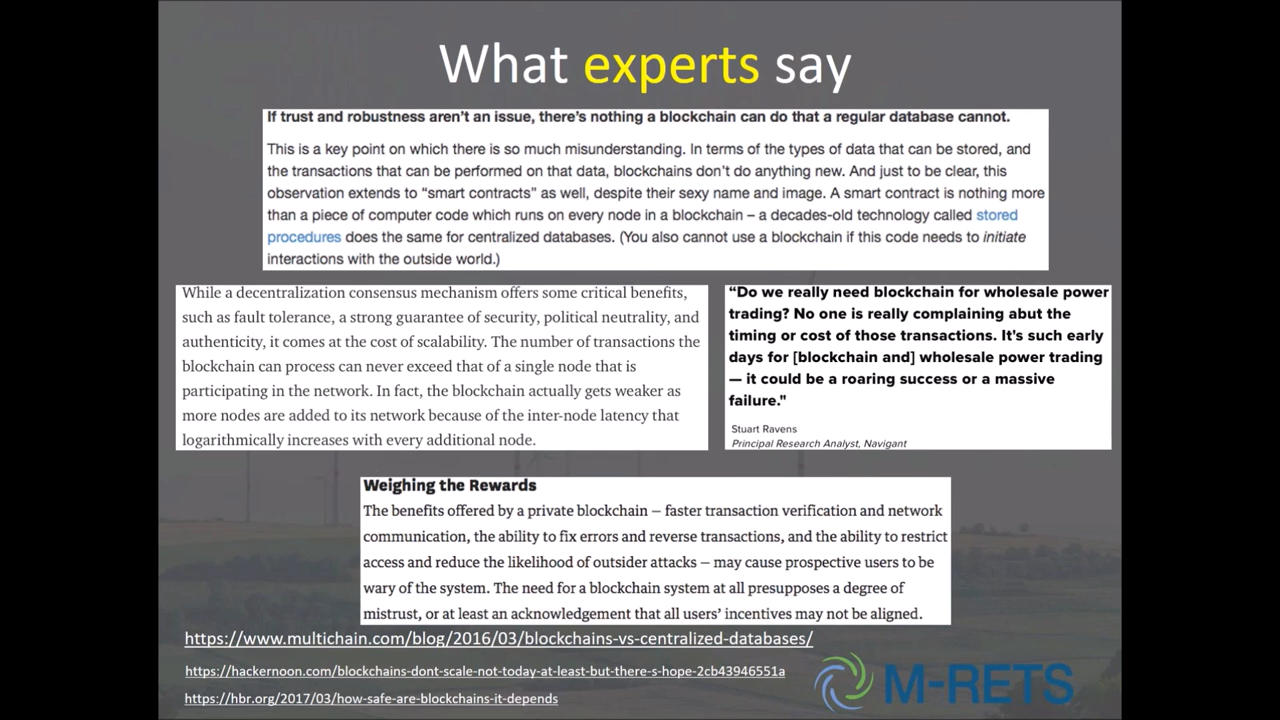 What experts say
If trust and robustness aren't an issue, there's nothing a blockchain can do that a regular database cannot.
This is a key point on which there is so much misunderstanding. In terms of the types of data that can be stored, and
the transactions that can be performed on that data, blockchains don't do anything new. And just to be clear, this
observation extends to “smart contracts” as well, despite their sexy name and image. A smart contract is nothing more
than a piece of computer code which runs on every node in a blockchain – a decades-old technology called stored
procedures does the same for centralized databases. (You also cannot use a blockchain if this code needs to initiate
interactions with the outside world.)
While a decentralization consensus mechanism offers some critical benefits,
such as fault tolerance, a strong guarantee of security, political neutrality, and
authenticity, it comes at the cost of scalability. The number of transactions the
blockchain can process can never exceed that of a single node that is
participating in the network. In fact, the blockchain actually gets weaker as
more nodes are added to its network because of the inter-node latency that
logarithmically increases with every additional node.
“Do we really need blockchain for wholesale power
trading? No one is really complaining abut the
timing or cost of those transactions. It's such early
days for [blockchain and] wholesale power trading
— it could be a roaring success or a massive
failure."
Stuart Ravens
Principal Research Analyst, Navigant
Weighing the Rewards
The benefits offered by a private blockchain — faster transaction verification and network
communication, the ability to fix errors and reverse transactions, and the ability to restrict
access and reduce the likelihood of outsider attacks — may cause prospective users to be
wary of the system. The need for a blockchain system at all presupposes a degree of
mistrust, or at least an acknowledgement that all users' incentives may not be aligned.
https://www.multichain.com/blog/2016/03/blockchains-vs-centralized-databases/
https://hackernoon.com/blockchains-dont-scale-not-today-at-least-but-there-s-hope-2cb43946551a
https://hbr.org/2017/03/how-safe-are-blockchains-it-depends
M-RETS